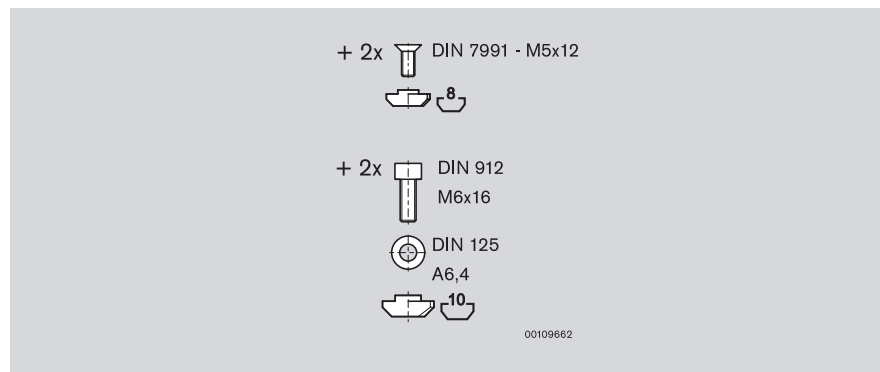 + 2x DIN 7991 - M5x12
8
+ 2x DIN 912
M6x16
DIN 125
A6,4
10
00109662